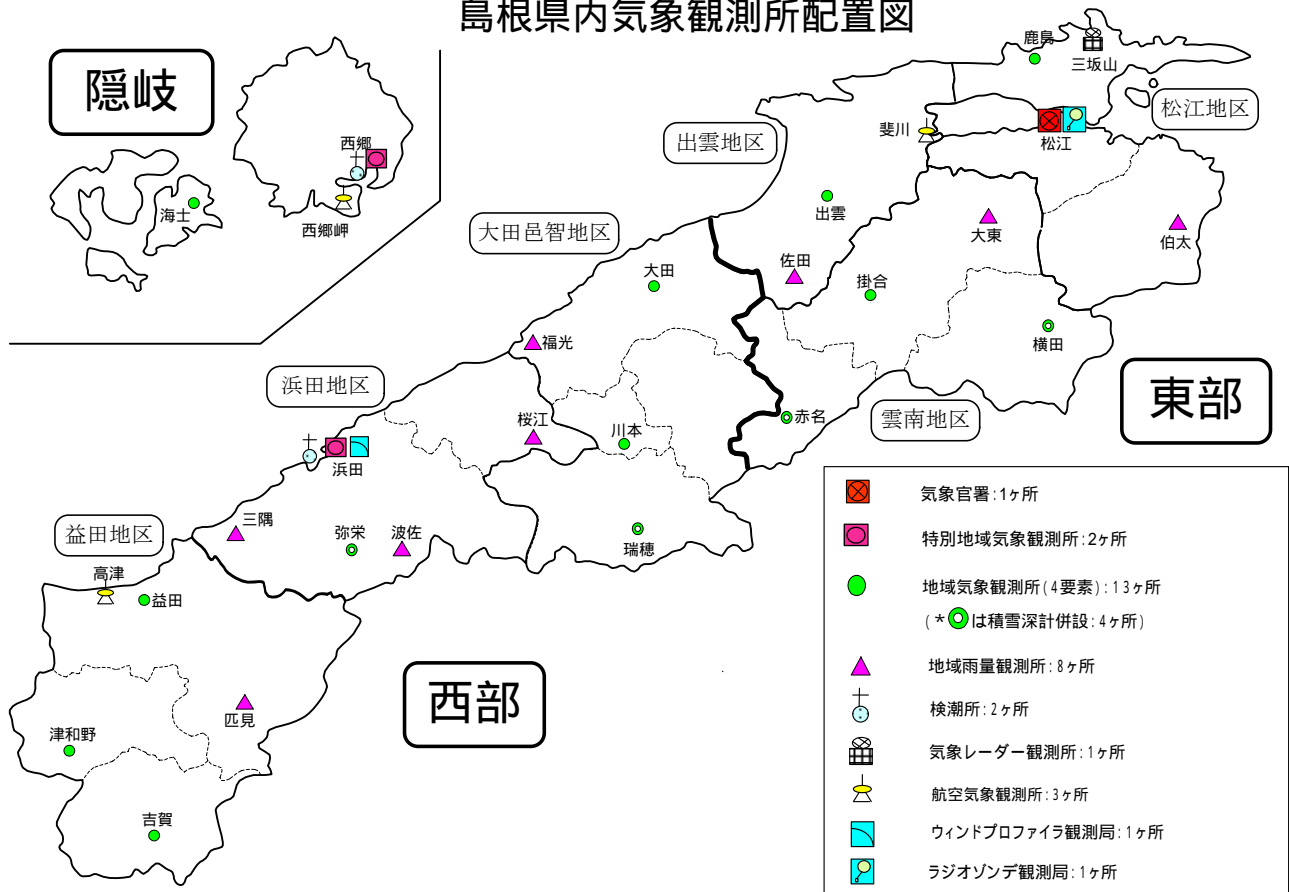 島根県内気象観測所配置図
隠岐
西郷
海士
西郷岬
鹿島
三坂山
松江地区
斐川
松江
出雲地区
出雲
大東
伯太
大田邑智地区
佐田
掛合
大田
横田
福光
東部
浜田地区
赤名
雲南地区
桜江
川本
浜田
三隅
弥栄
波佐
瑞穂
益田地区
高津
益田
西部
匹見
津和野
吉賀
気象官署:1ヶ所
特別地域気象観測所:2ヶ所
地域気象観測所(4要素):13ヶ所
(*◎は積雪深計併設:4ヶ所)
地域雨量観測所:8ヶ所
検潮所:2ヶ所
気象レーダー観測所:1ヶ所
航空気象観測所:3ヶ所
ウィンドプロファイラ観測局:1ヶ所
ラジオゾンデ観測局:1ヶ所